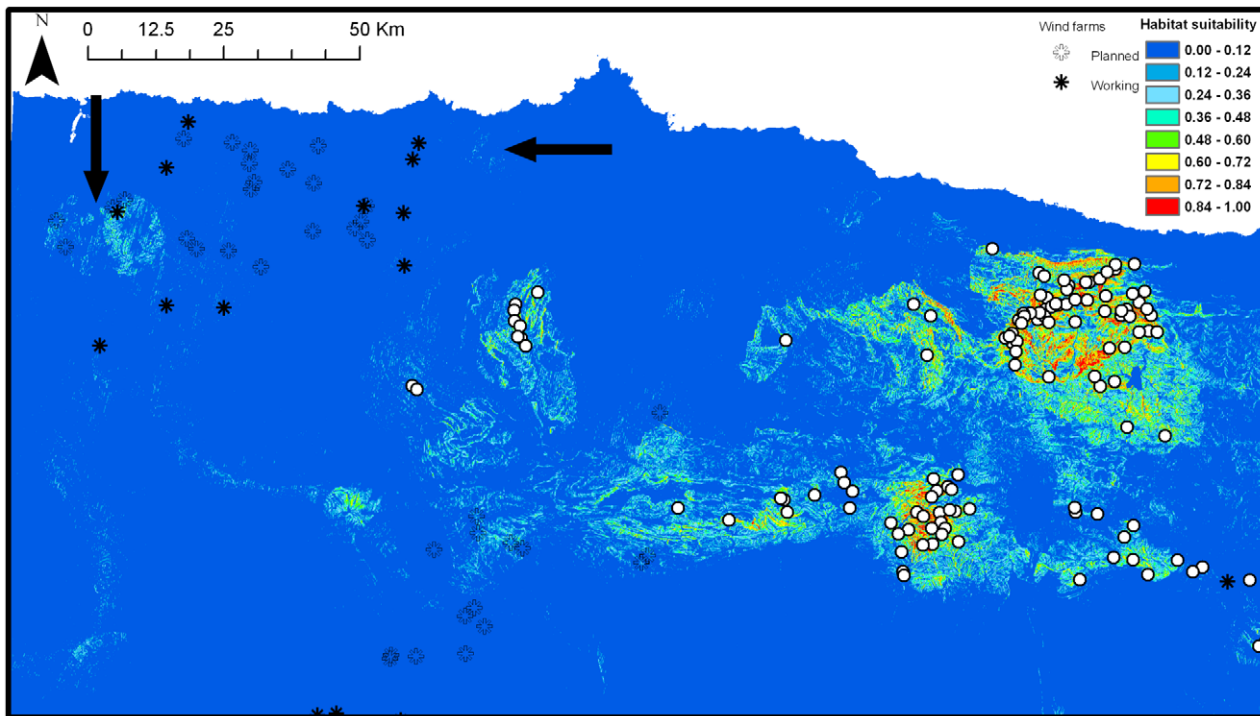 N
0 12.5 25 50 Km
Wind farms
Planned
Working
Habitat suitability
0.00 - 0.12
0.12 - 0.24
0.24 - 0.36
0.36 - 0.48
0.48 - 0.60
0.60 - 0.72
0.72 - 0.84
0.84 - 1.00